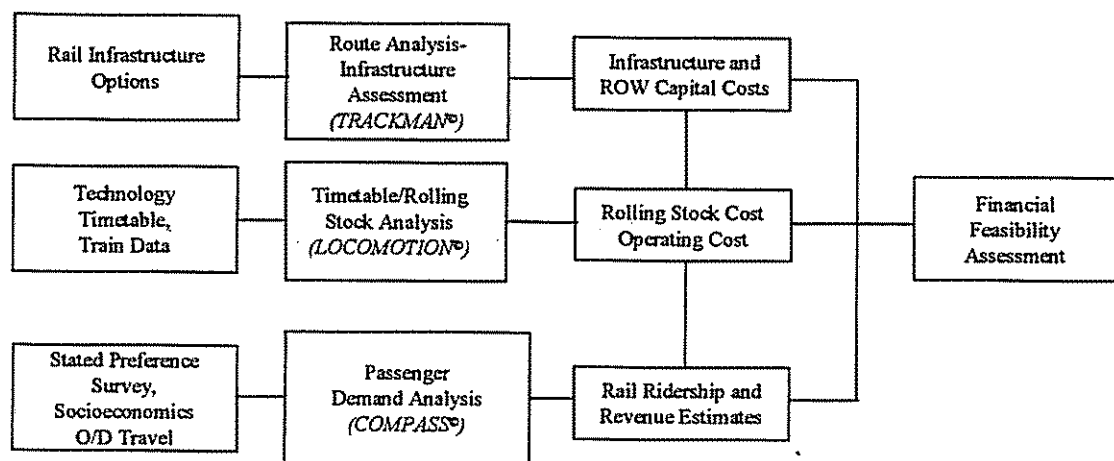 Rail Infrastructure
Options
Route Analysis-
Infrastructure
Assessment
(TRACKMAN©)
Infrastructure and
ROW Capital Costs
Technology
Timetable,
Train Data
Timetable/Rolling
Stock Analysis
(LOCOMOTION©)
Rolling Stock Cost
Operating Cost
Financial
Feasibility
Assessment
Stated Preference
Survey,
Socioeconomics
O/D Travel
Passenger
Demand Analysis
(COMPASS©)
Rail Ridership and
Revenue Estimates